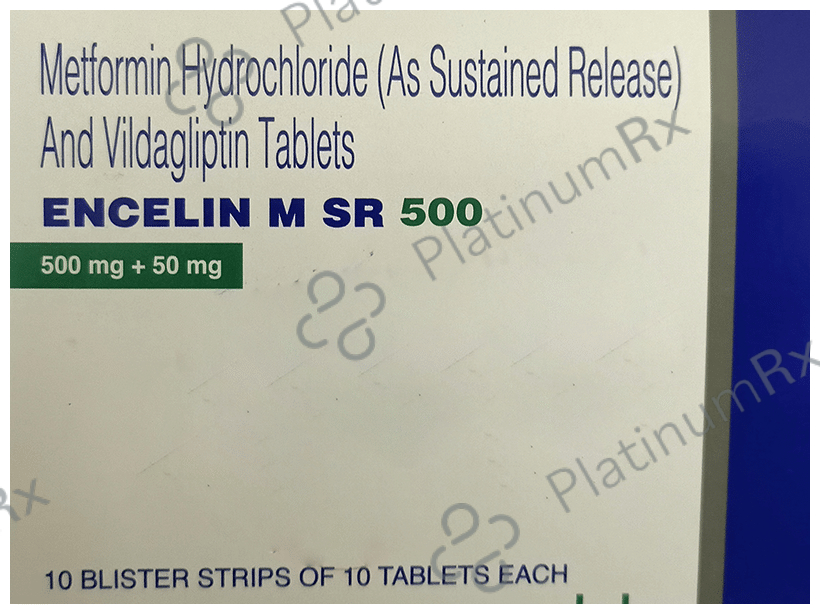 PlatinumRx
Metformin Hydrochloride (As Sustained Release)
And Vildagliptin Tablets
PlatinumRx
ENCELIN M SR 500
500 mg + 50 mg
PlatinumRx
10 BLISTER STRIPS OF 10 TABLETS EACH